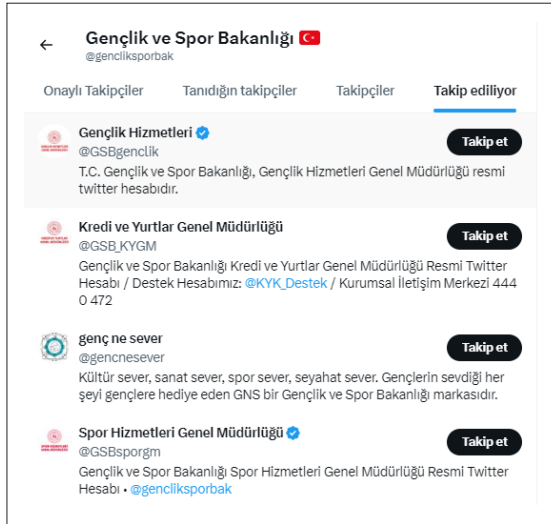 Gençlik ve Spor Bakanlığı 🇹🇷
@gencliksporbak
Onaylı Takipçiler Tanıdığın takipçiler Takipçiler Takip ediliyor
Gençlik Hizmetleri
@GSBgenclik
Takip et
T.C. Gençlik ve Spor Bakanlığı, Gençlik Hizmetleri Genel Müdürlüğü resmi
twitter hesabıdır.
Kredi ve Yurtlar Genel Müdürlüğü
@GSB_KYGM
Takip et
Gençlik ve Spor Bakanlığı Kredi ve Yurtlar Genel Müdürlüğü Resmi Twitter
Hesabı / Destek Hesabımız: @KYK_Destek / Kurumsal İletişim Merkezi 444
0 472
genç ne sever
@gencnesever
Takip et
Kültür sever, sanat sever, spor sever, seyahat sever. Gençlerin sevdiği her
şeyi gençlere hediye eden GNS bir Gençlik ve Spor Bakanlığı markasıdır.
Spor Hizmetleri Genel Müdürlüğü
@GSBsporgm
Takip et
Gençlik ve Spor Bakanlığı Spor Hizmetleri Genel Müdürlüğü Resmi Twitter
Hesabı • @gencliksporbak